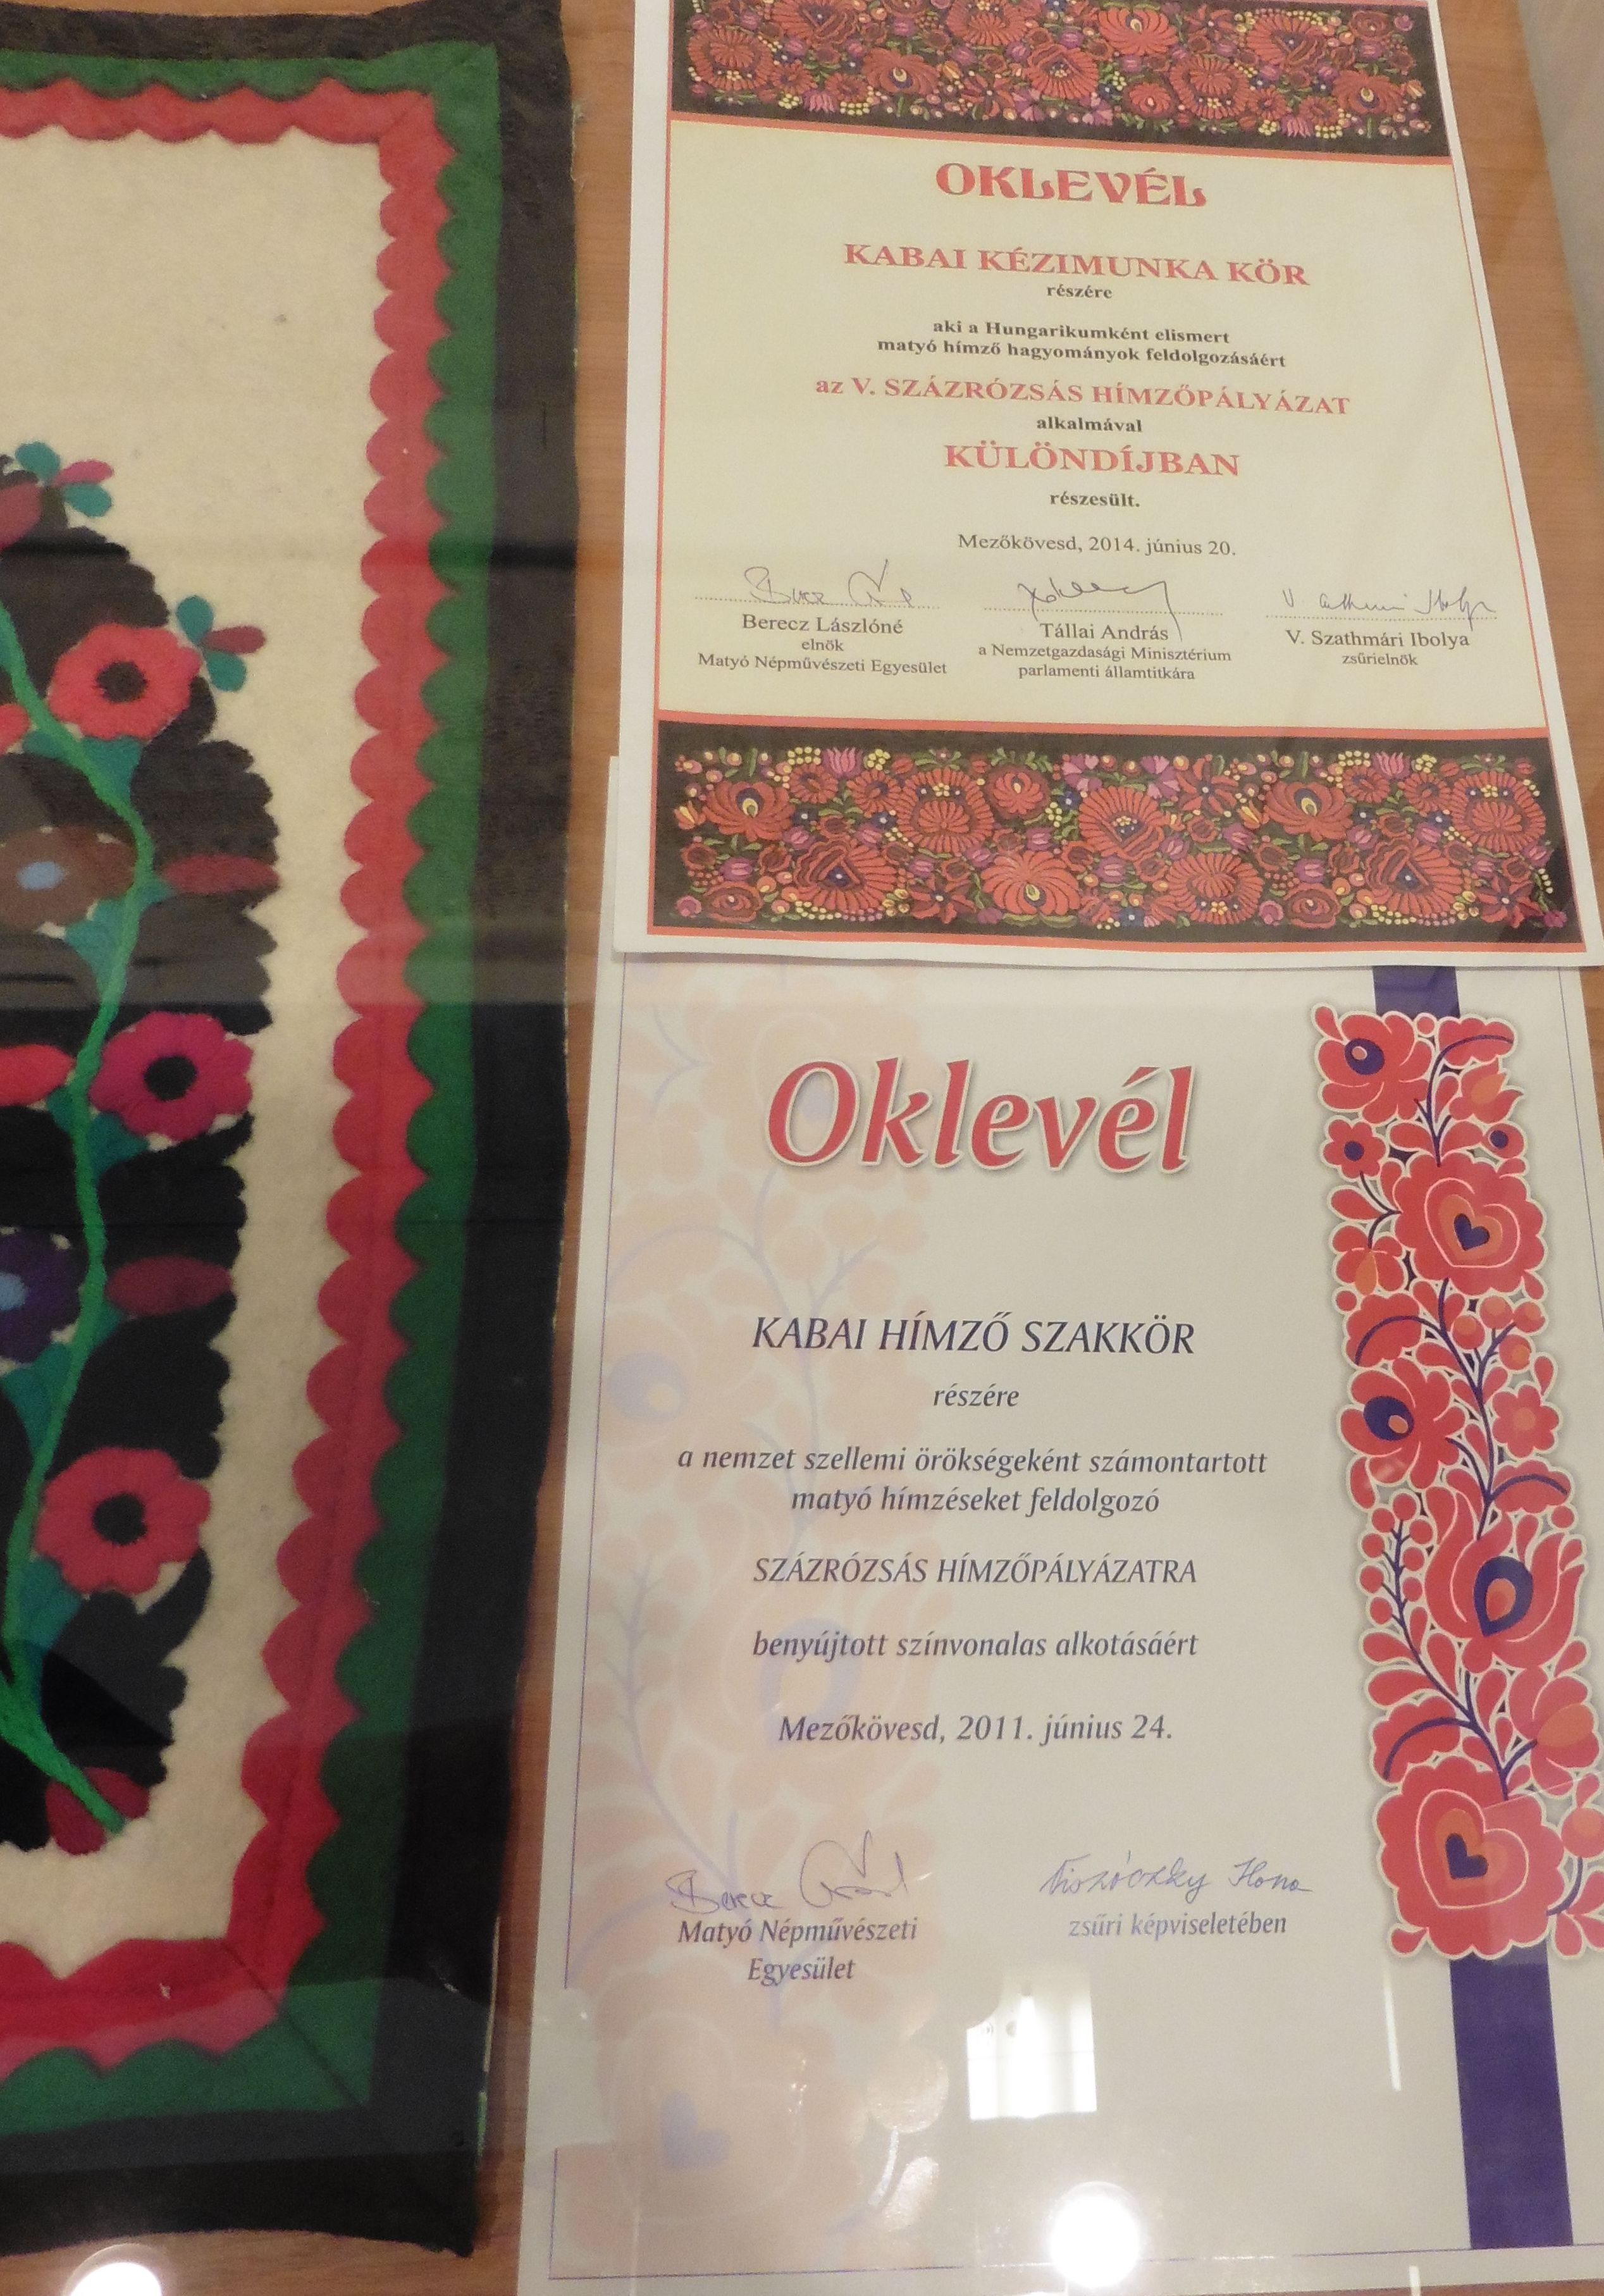 OKLEVÉL
KABAI KÉZIMUNKA KÖR
részére
aki a Hungarikumként elismert
matyó hímző hagyományok feldolgozásáért
az V. SZÁZRÓZSÁS HÍMZŐPÁLYÁZAT
alkalmával
KÜLÖNDÍJBAN
részesült.
Mezőkövesd, 2014. június 20.
Berecz Lászlóné
elnök
Matyó Népművészeti Egyesület
Tállai András
a Nemzetgazdasági Minisztérium
parlamenti államtitkára
V. Szathmári Ibolya
zsűrielnök
Oklevél
KABAI HÍMZŐ SZAKKÖR
részére
a nemzet szellemi örökségeként számontartott
matyó hímzéseket feldolgozó
SZÁZRÓZSÁS HÍMZŐPÁLYÁZATRA
benyújtott színvonalas alkotásáért
Mezőkövesd, 2011. június 24.
Matyó Népművészeti
Egyesület
zsűri képviseletében